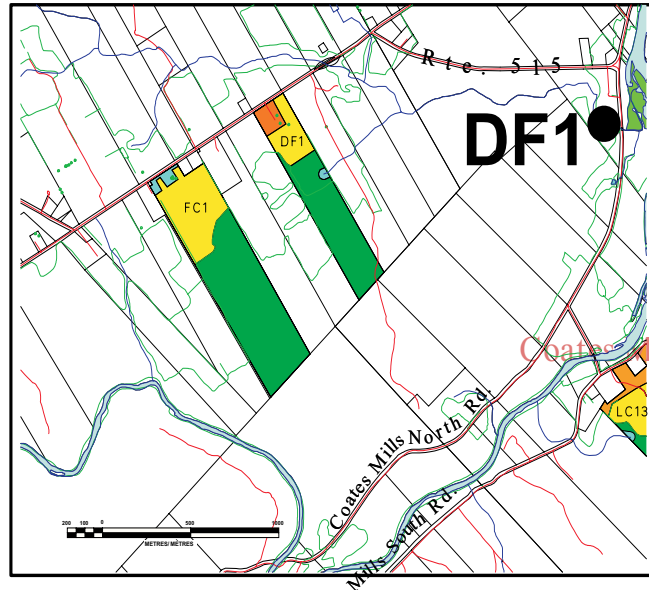 Rte. 515
DF1
DF1
FC1
Coates
LC13
Coates Mills North Rd.
Mills South Rd.
200 100 0 500 1000
METRES/MÈTRES